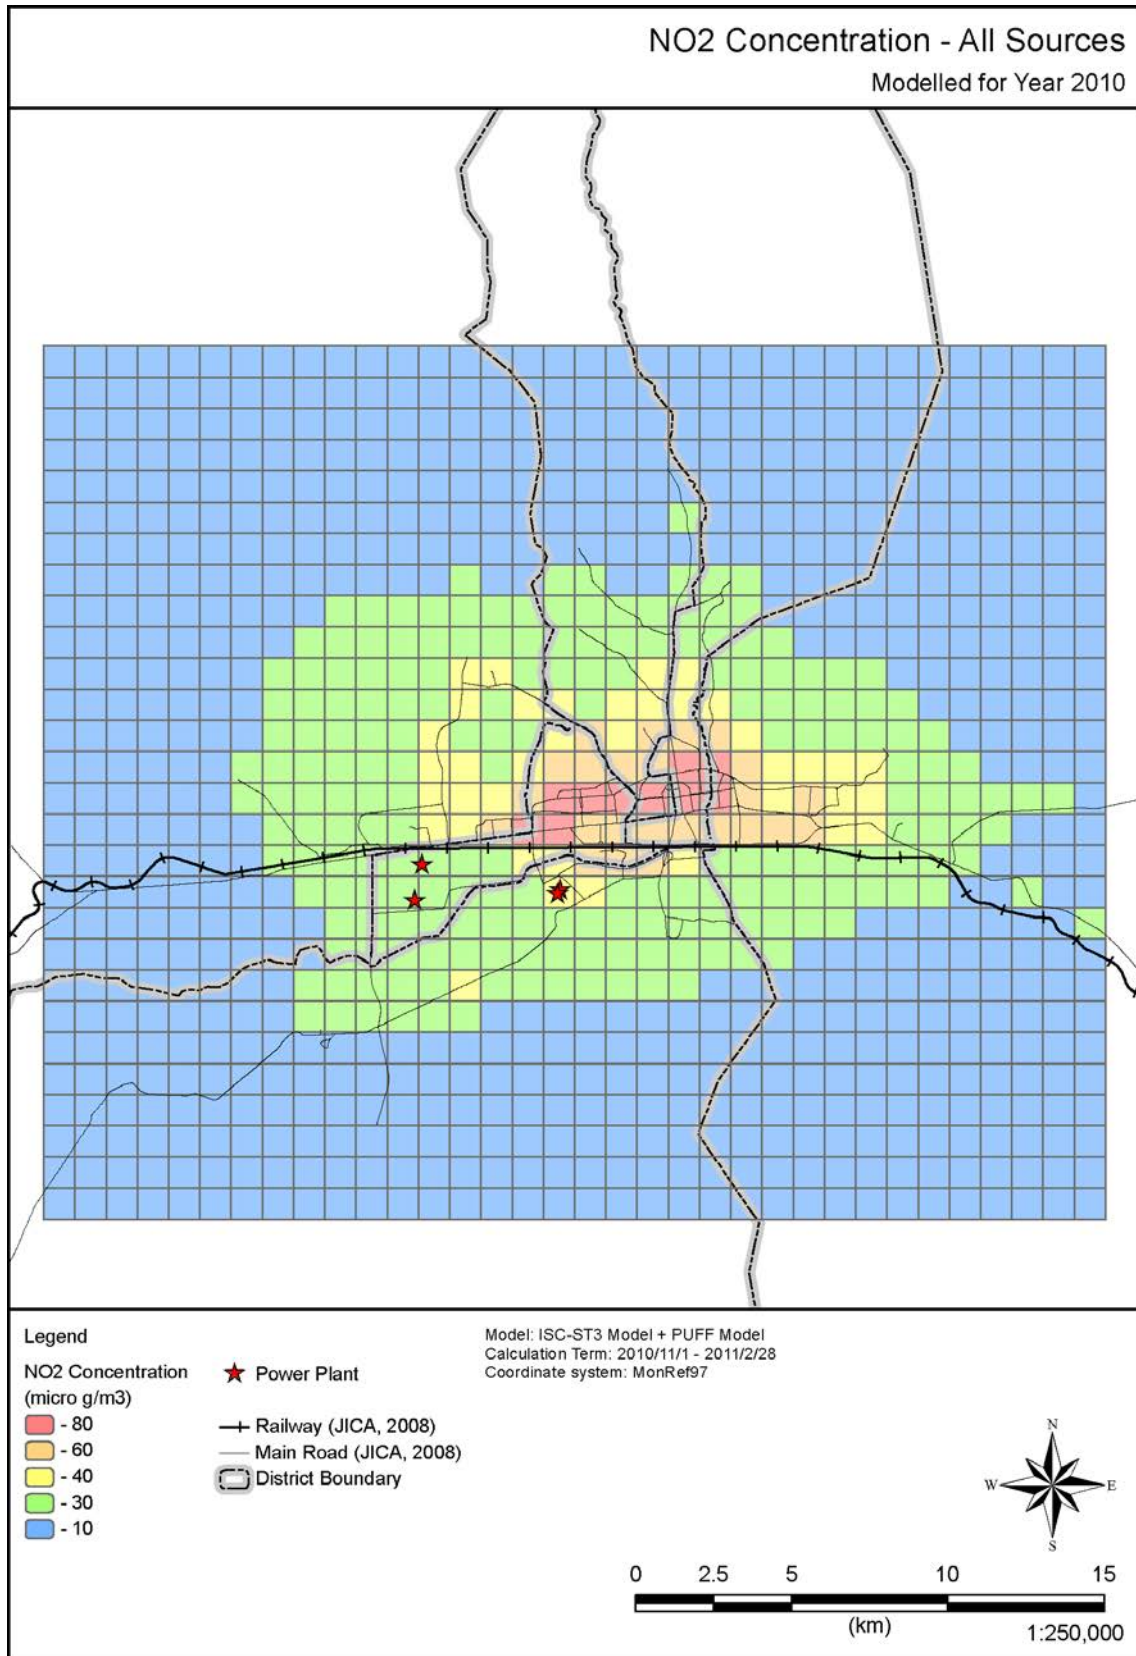 NO2 Concentration - All Sources
Modelled for Year 2010
Legend
NO2 Concentration
(micro g/m3)
- 80
- 60
- 40
- 30
- 10
Power Plant
Railway (JICA, 2008)
Main Road (JICA, 2008)
District Boundary
Model: ISC-ST3 Model + PUFF Model
Calculation Term: 2010/11/1 - 2011/2/28
Coordinate system: MonRef97
N
W E
S
0 2.5 5 10 15
(km)
1:250,000